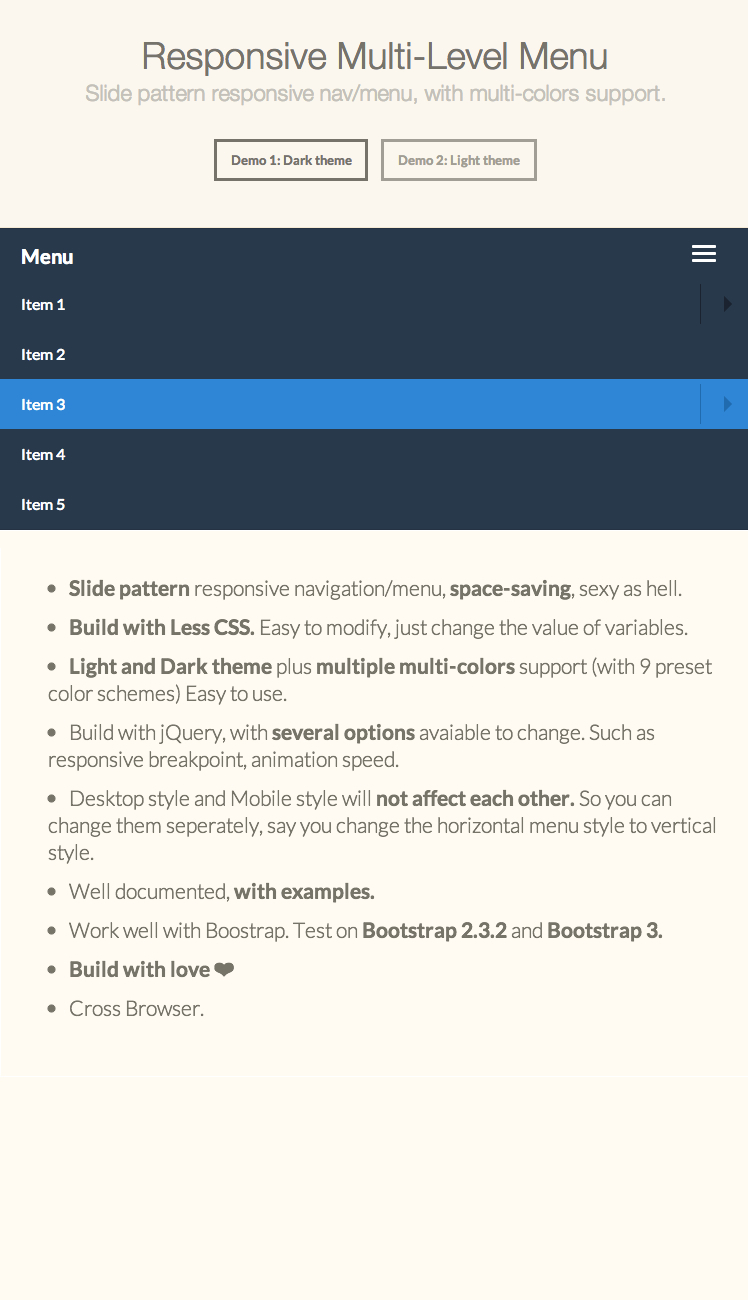 Responsive Multi-Level Menu
Slide pattern responsive nav/menu, with multi-colors support.
Demo 1: Dark theme
Demo 2: Light theme
Menu
Item 1
Item 2
Item 3
Item 4
Item 5
• Slide pattern responsive navigation/menu, space-saving, sexy as hell.
• Build with Less CSS. Easy to modify, just change the value of variables.
• Light and Dark theme plus multiple multi-colors support (with 9 preset
color schemes) Easy to use.
• Build with jQuery, with several options avaiable to change. Such as
responsive breakpoint, animation speed.
• Desktop style and Mobile style will not affect each other. So you can
change them seperately, say you change the horizontal menu style to vertical
style.
• Well documented, with examples.
• Work well with Boostrap. Test on Bootstrap 2.3.2 and Bootstrap 3.
• Build with love ❤
• Cross Browser.